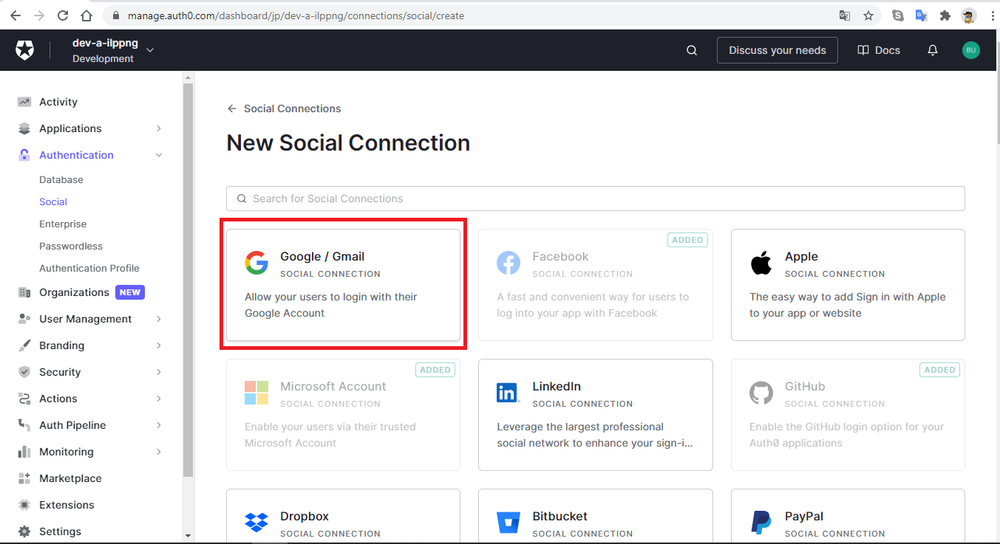 manage.auth0.com/dashboard/jp/dev-a-ilppng/connections/social/create
dev-a-ilppng
Development
Discuss your needs
Docs
BU
Activity
Applications
Authentication
Database
Social
Enterprise
Passwordless
Authentication Profile
Organizations NEW
User Management
Branding
Security
Actions
Auth Pipeline
Monitoring
Marketplace
Extensions
Settings
Social Connections
New Social Connection
Search for Social Connections
Google / Gmail
SOCIAL CONNECTION
Allow your users to login with their
Google Account
ADDED
Facebook
SOCIAL CONNECTION
A fast and convenient way for users to
log into your app with Facebook
Apple
SOCIAL CONNECTION
The easy way to add Sign in with Apple
to your app or website
ADDED
Microsoft Account
SOCIAL CONNECTION
Enable your users via their trusted
Microsoft Account
LinkedIn
SOCIAL CONNECTION
Leverage the largest professional
social network to enhance your sign-i...
ADDED
GitHub
SOCIAL CONNECTION
Enable the GitHub login option for your
Auth0 applications
Dropbox
SOCIAL CONNECTION
Bitbucket
SOCIAL CONNECTION
PayPal
SOCIAL CONNECTION